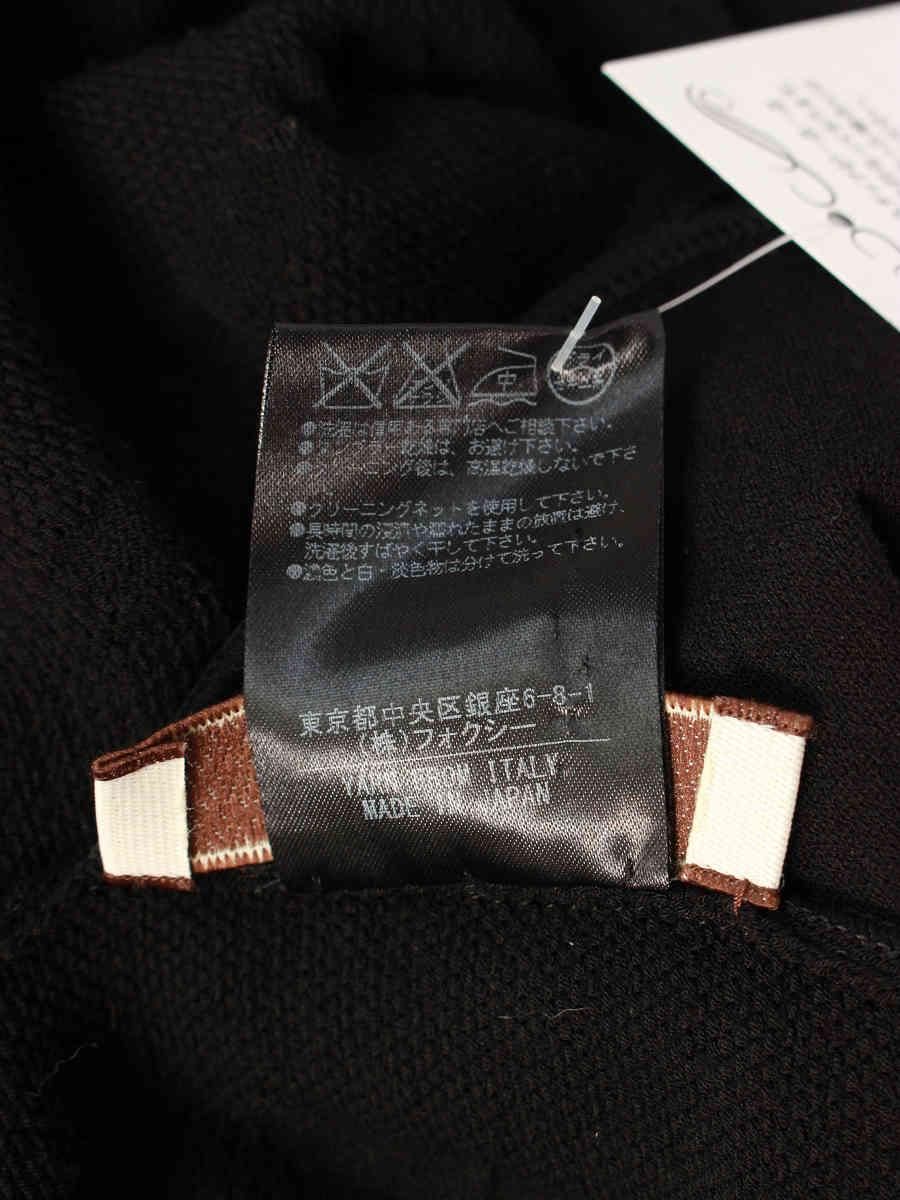 中
ドライ
●洗濯は信用ある専門店へご相談下さい。
●タンブラー乾燥は、お避け下さい。
●クリーニング後は、高温乾燥しないで下さ
●クリーニングネットを使用して下さい。
●長時間の浸漬や濡れたままの放置は避け、
洗濯後すばやく干して下さい。
●濃色と白・淡色物は分けて洗って下さい。
東京都中央区銀座6-8-1
(株)フォクシー
YARN FROM ITALY
MADE IN JAPAN